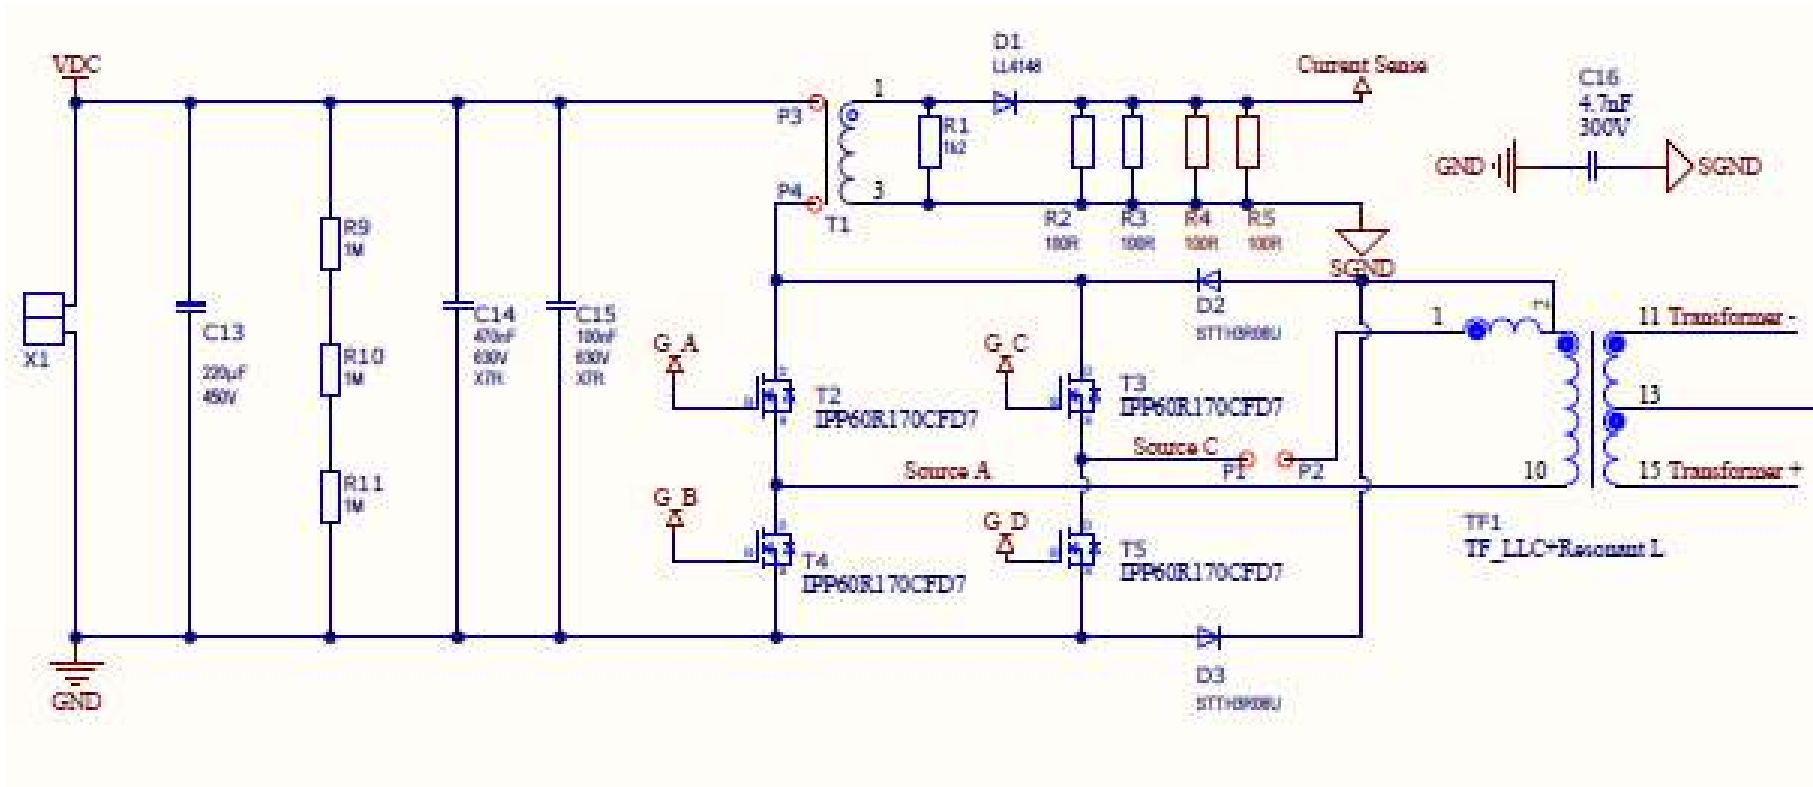 VDC
X1
GND
C13
220µF
450V
R9
1M
R10
1M
R11
1M
C14
470nF
630V
X7R
C15
100nF
630V
X7R
P3
P4
T1
1
3
R1
1k2
D1
LL4148
R2
100R
R3
100R
R4
100R
R5
100R
Current Sense
SGND
C16
4.7nF
300V
GND
SGND
D2
STTH3R06U
G_A
T2
IPP60R170CFD7
G_C
T3
IPP60R170CFD7
Source C
P1
P2
Source A
G_B
T4
IPP60R170CFD7
G_D
T5
IPP60R170CFD7
D3
STTH3R06U
1
2
10
11 Transformer -
13
15 Transformer +
TF1
TF_LLC+Resonant L